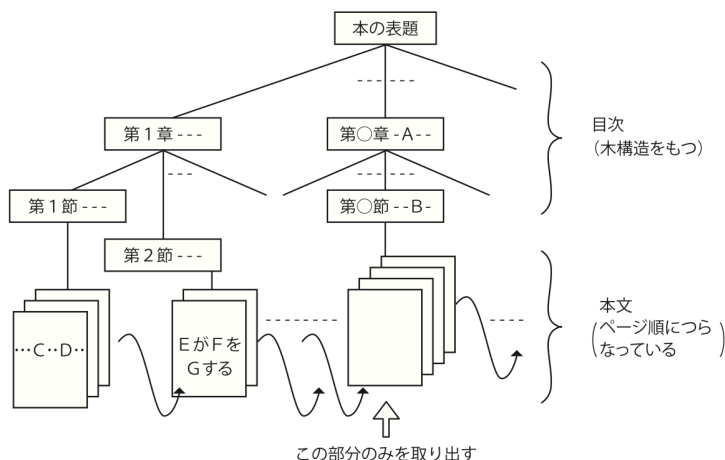 本の表題
第1章---
第○章-A--
目次
（木構造をもつ）
第1節---
第○節--B-
第2節---
…C‥D‥
EがFを
Gする
本文
（ページ順につら
なっている）
この部分のみを取り出す